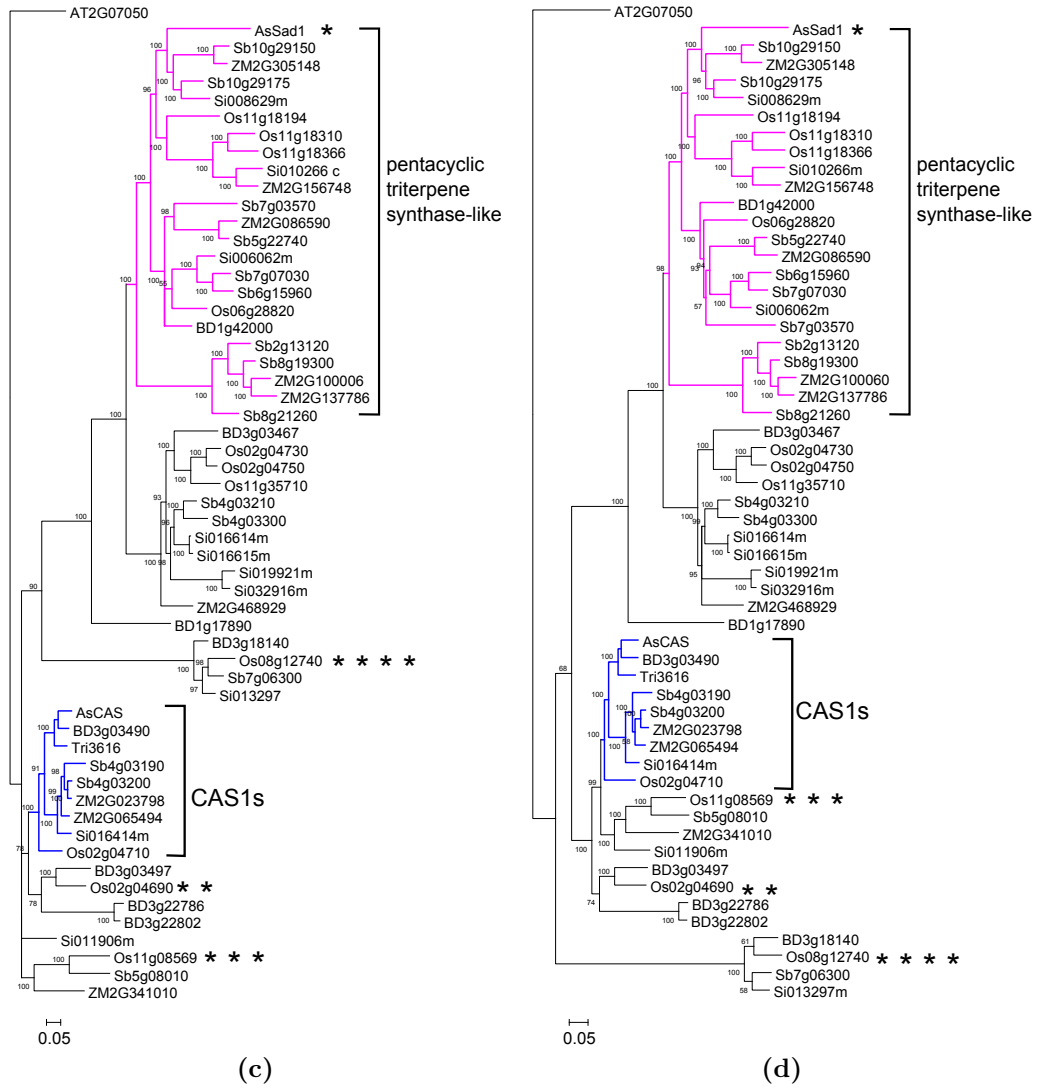 AT2G07050
AsSad1 *
Sb10g29150
ZM2G305148
Sb10g29175
Si008629m
Os11g18194
Os11g18310
Os11g18366
Si010266 c
ZM2G156748
Sb7g03570
ZM2G086590
Sb5g22740
Si006062m
Sb7g07030
Sb6g15960
Os06g28820
BD1g42000
Sb2g13120
Sb8g19300
ZM2G100006
ZM2G137786
Sb8g21260
BD3g03467
Os02g04730
Os02g04750
Os11g35710
Sb4g03210
Sb4g03300
Si016614m
Si016615m
Si019921m
Si032916m
ZM2G468929
BD1g17890
BD3g18140
Os08g12740 * * * *
Sb7g06300
Si013297
AsCAS
BD3g03490
Tri3616
Sb4g03190
Sb4g03200
ZM2G023798
ZM2G065494
Si016414m
Os02g04710
BD3g03497
Os02g04690 * *
BD3g22786
BD3g22802
Si011906m
Os11g08569 * * *
Sb5g08010
ZM2G341010
pentacyclic
triterpene
synthase-like
CAS1s
0.05
(c)
AT2G07050
AsSad1 *
Sb10g29150
ZM2G305148
Sb10g29175
Si008629m
Os11g18194
Os11g18310
Os11g18366
Si010266m
ZM2G156748
BD1g42000
Os06g28820
Sb5g22740
ZM2G086590
Sb6g15960
Sb7g07030
Si006062m
Sb7g03570
Sb2g13120
Sb8g19300
ZM2G100060
ZM2G137786
Sb8g21260
BD3g03467
Os02g04730
Os02g04750
Os11g35710
Sb4g03210
Sb4g03300
Si016614m
Si016615m
Si019921m
Si032916m
ZM2G468929
BD1g17890
AsCAS
BD3g03490
Tri3616
Sb4g03190
Sb4g03200
ZM2G023798
ZM2G065494
Si016414m
Os02g04710
Os11g08569 * * *
Sb5g08010
ZM2G341010
Si011906m
BD3g03497
Os02g04690 * *
BD3g22786
BD3g22802
BD3g18140
Os08g12740 * * * *
Sb7g06300
Si013297m
pentacyclic
triterpene
synthase-like
CAS1s
0.05
(d)